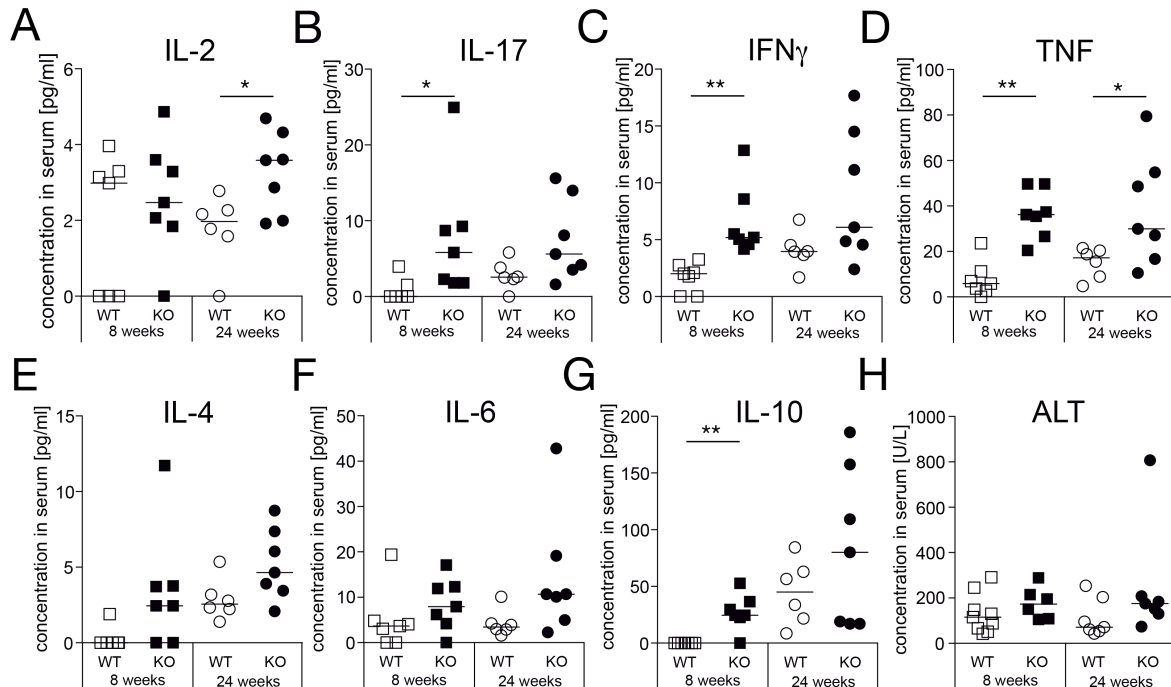 A
IL-2
concentration in serum [pg/ml]
6
4
2
0
*
WT KO WT KO
8 weeks 24 weeks
B
IL-17
concentration in serum [pg/ml]
30
20
10
0
*
WT KO WT KO
8 weeks 24 weeks
C
IFNγ
concentration in serum [pg/ml]
20
15
10
5
0
**
WT KO WT KO
8 weeks 24 weeks
D
TNF
concentration in serum [pg/ml]
100
80
60
40
20
0
** *
WT KO WT KO
8 weeks 24 weeks
E
IL-4
concentration in serum [pg/ml]
15
10
5
0
WT KO WT KO
8 weeks 24 weeks
F
IL-6
concentration in serum [pg/ml]
50
40
30
20
10
0
WT KO WT KO
8 weeks 24 weeks
G
IL-10
concentration in serum [pg/ml]
200
150
100
50
0
**
WT KO WT KO
8 weeks 24 weeks
H
ALT
concentration in serum [U/L]
1000
800
600
400
200
0
WT KO WT KO
8 weeks 24 weeks